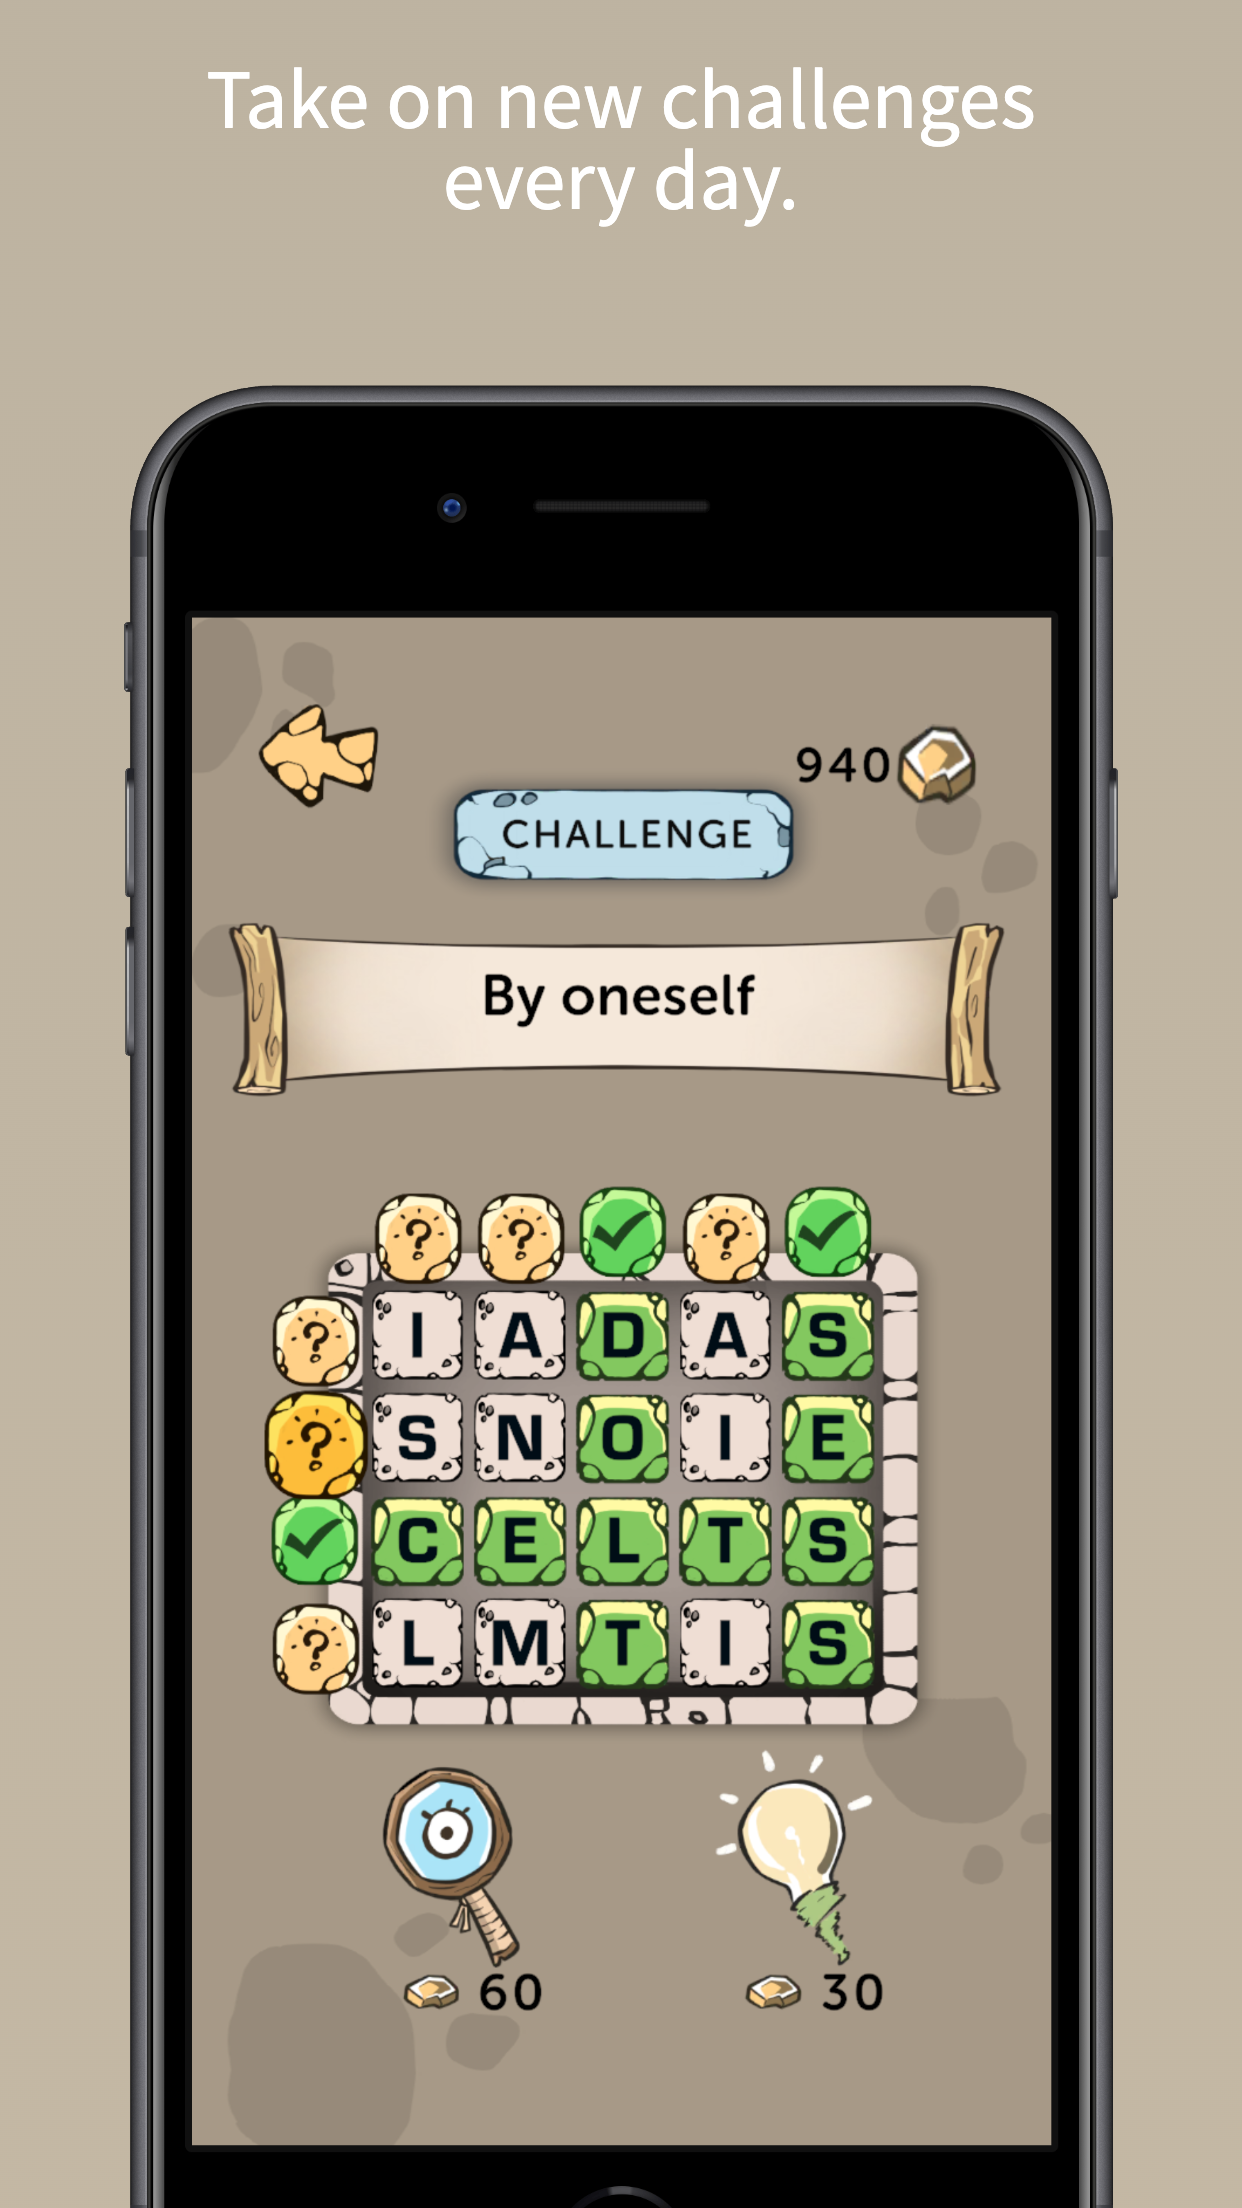 Take on new challenges
every day.
940
CHALLENGE
By oneself
? ? ?
? I A D A S
? S N O I E
C E L T S
? L M T I S
60 30